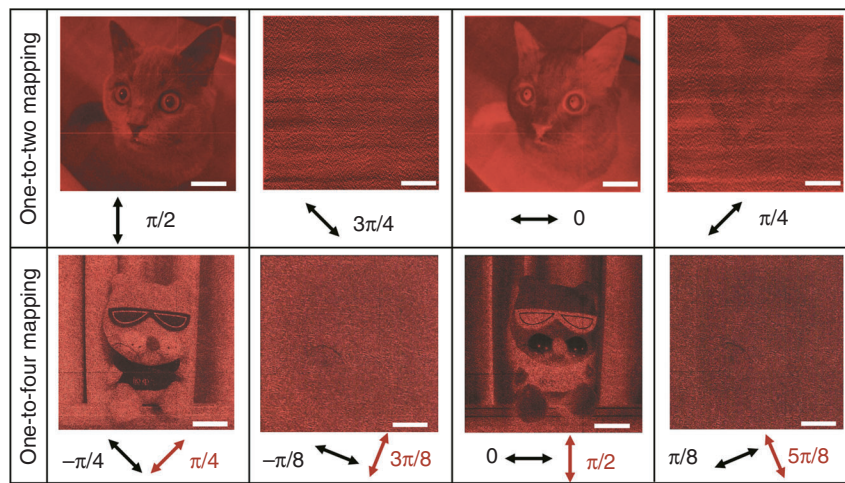 One-to-two mapping
π/2
3π/4
0
π/4
One-to-four mapping
−π/4
π/4
−π/8
3π/8
0
π/2
π/8
5π/8